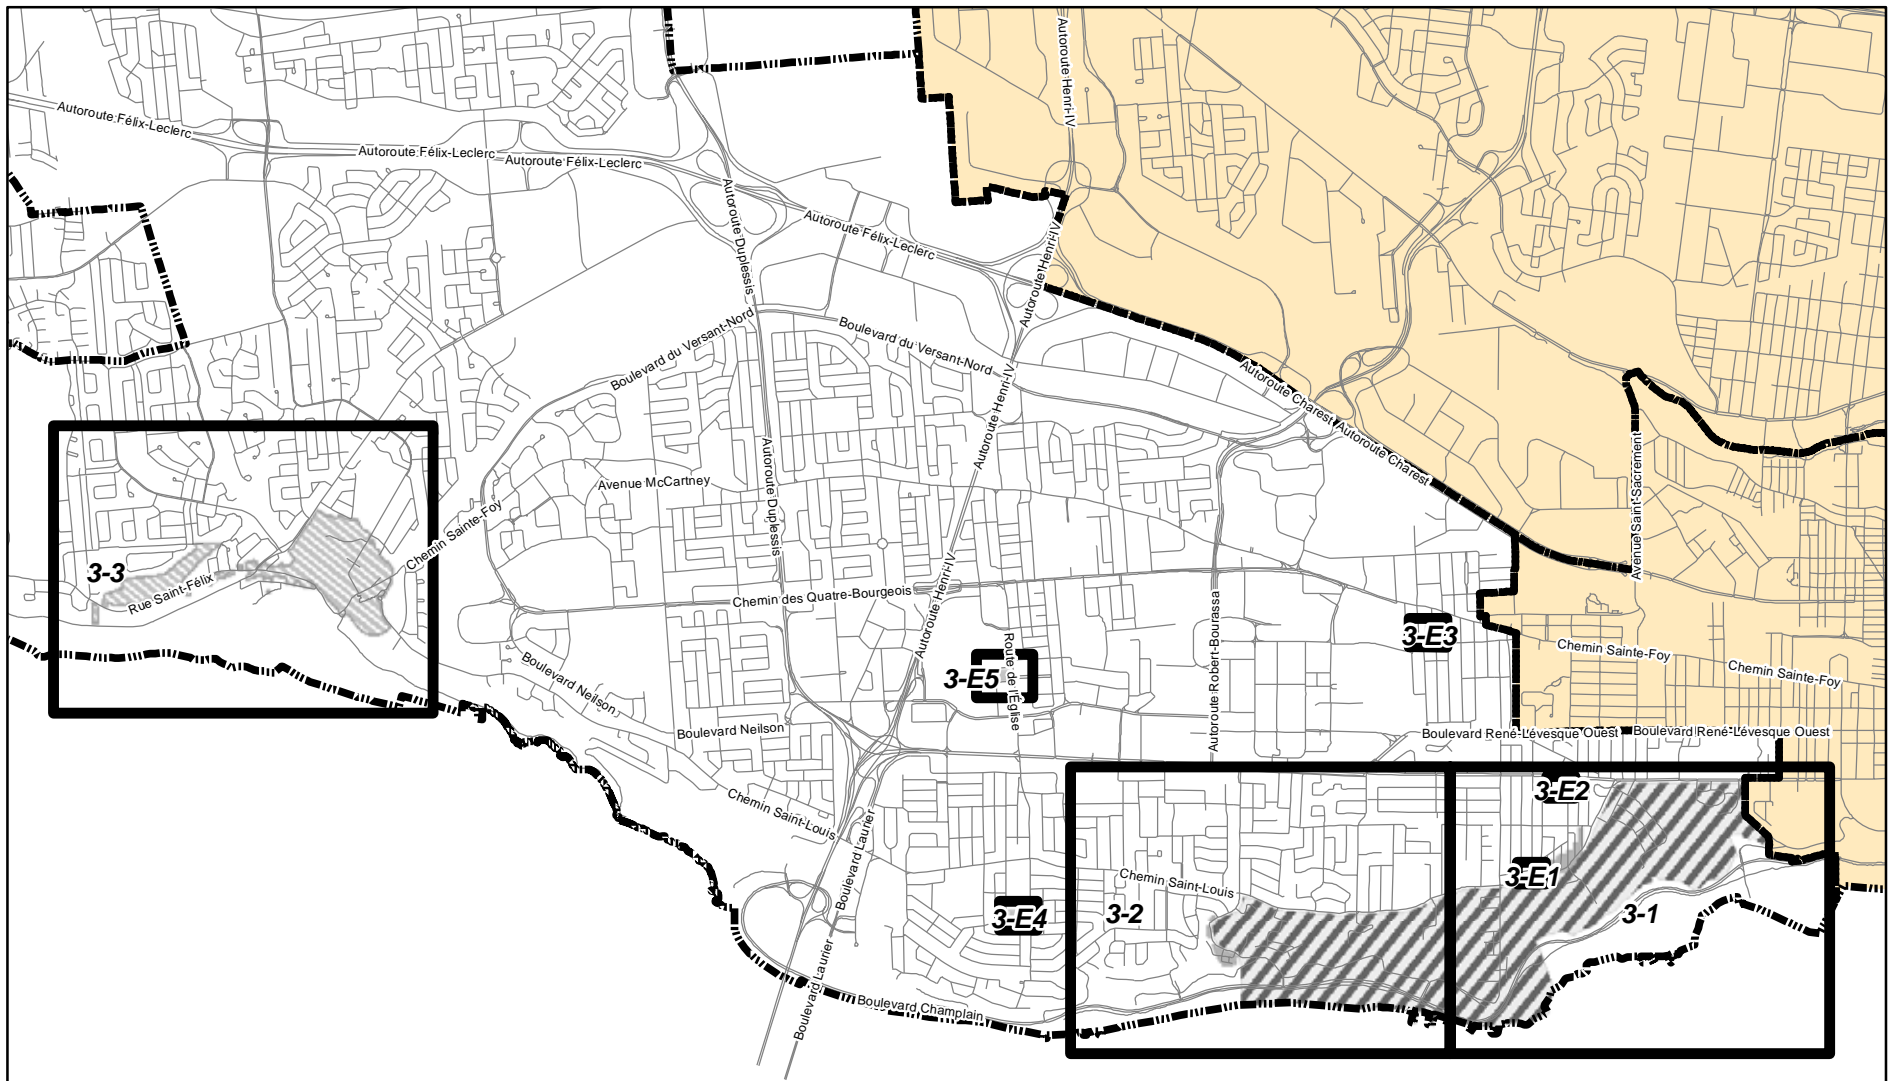 Autoroute Henri-IV
Autoroute Félix-Leclerc
Autoroute Félix-Leclerc
Autoroute Félix-Leclerc
Autoroute Duplessis
Autoroute Félix-Leclerc
Autoroute Henri-IV
Boulevard du Versant-Nord
Boulevard du Versant-Nord
Autoroute Henri-IV
Autoroute Charest
Autoroute Charest
Avenue McCartney
Autoroute Duplessis
Avenue Saint-Sacrement
Chemin Sainte-Foy
3-3
Rue Saint-Félix
Chemin des Quatre-Bourgeois
Autoroute Henri-IV
Autoroute Robert-Bourassa
3-E3
Chemin Sainte-Foy
Chemin Sainte-Foy
Route de l'Église
3-E5
Boulevard Neilson
Boulevard Neilson
Boulevard René-Lévesque Ouest
Boulevard René-Lévesque Ouest
3-E2
Chemin Saint-Louis
Boulevard Laurier
Chemin Saint-Louis
3-E1
3-E4
3-2
3-1
Boulevard Laurier
Boulevard Champlain